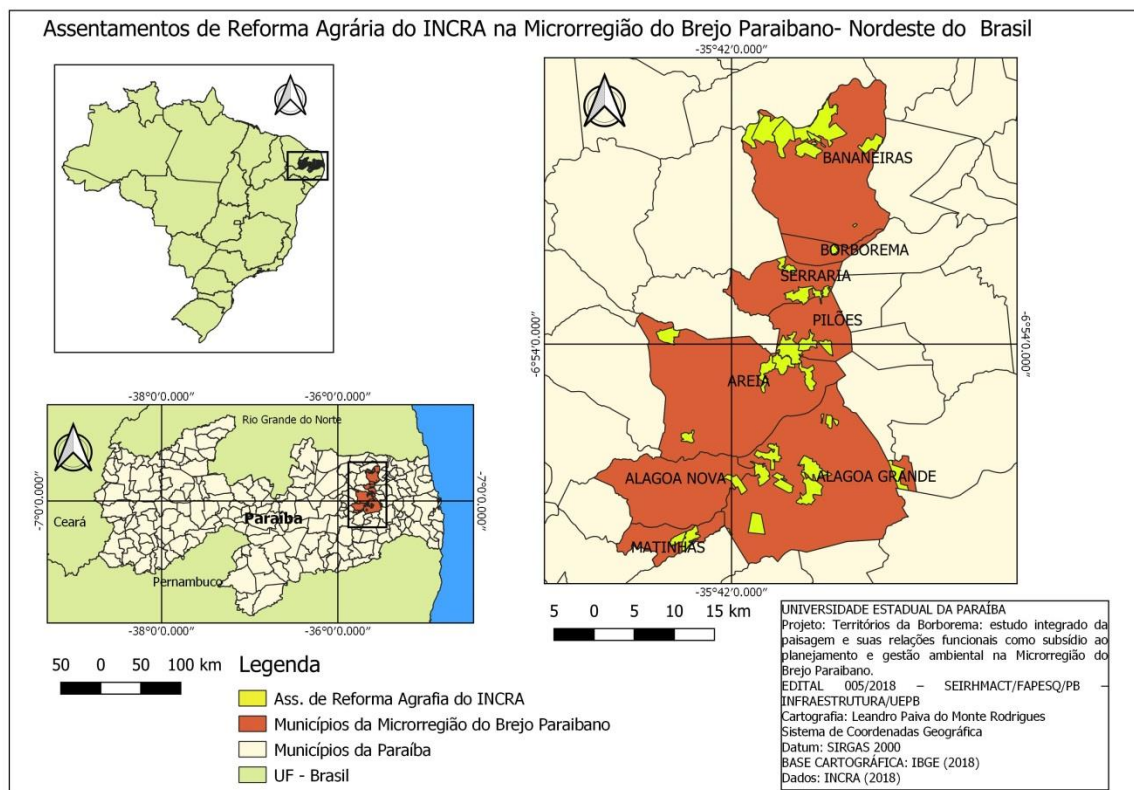 Assentamentos de Reforma Agrária do INCRA na Microrregião do Brejo Paraibano- Nordeste do  Brasil
-35°42′0.000″
BANANEIRAS
BORBOREMA
SERRARIA
PILÕES
-6°54′0.000″
-6°54′0.000″
AREIA
ALAGOA NOVA
ALAGOA GRANDE
MATINHAS
-35°42′0.000″
5 0 5 10 15 km
-38°0′0.000″ -36°0′0.000″
Rio Grande do Norte
-7°0′0.000″
-7°0′0.000″
Ceará
Paraíba
Pernambuco
-38°0′0.000″ -36°0′0.000″
50 0 50 100 km
Legenda
Ass. de Reforma Agrafia do INCRA
Municípios da Microrregião do Brejo Paraibano
Municípios da Paraíba
UF - Brasil
UNIVERSIDADE ESTADUAL DA PARAÍBA
Projeto: Territórios da Borborema: estudo integrado da
paisagem e suas relações funcionais como subsídio ao
planejamento e gestão ambiental na Microrregião do
Brejo Paraibano.
EDITAL 005/2018 – SEIRHMACT/FAPESQ/PB –
INFRAESTRUTURA/UEPB
Cartografia: Leandro Paiva do Monte Rodrigues
Sistema de Coordenadas Geográfica
Datum: SIRGAS 2000
BASE CARTOGRÁFICA: IBGE (2018)
Dados: INCRA (2018)